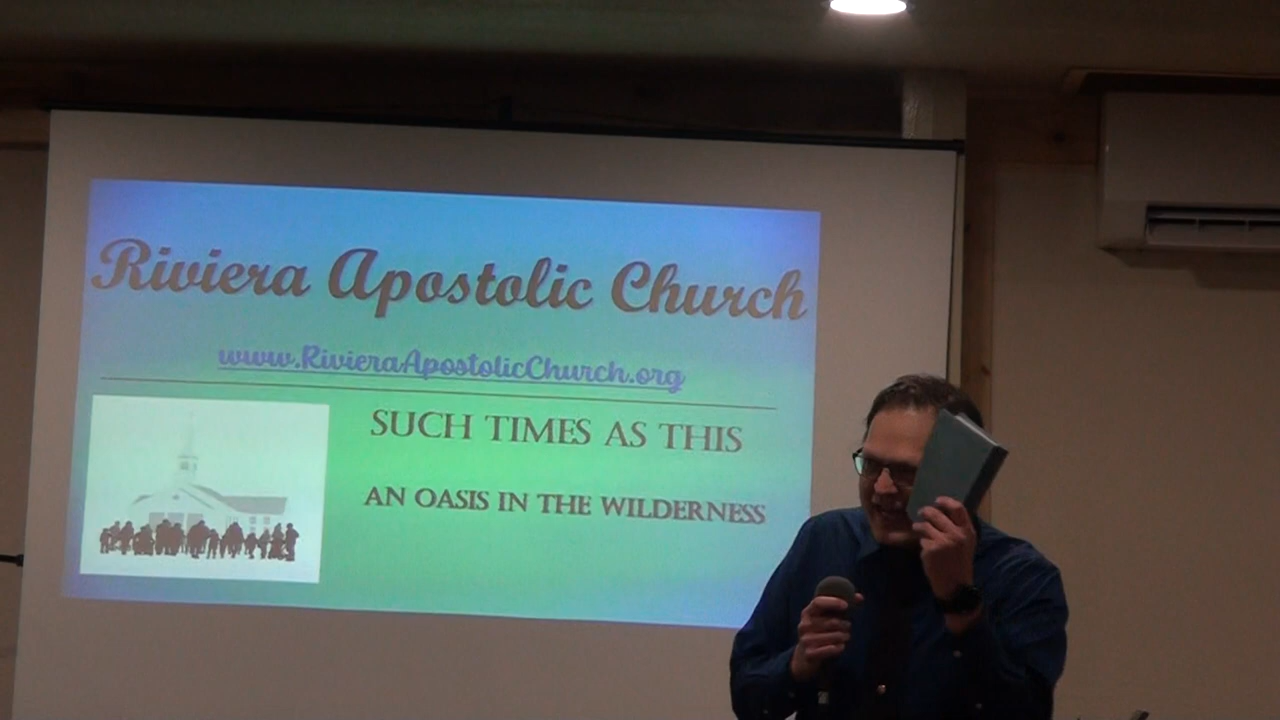 Riviera Apostolic Church
www.RivieraApostolicChurch.org
SUCH TIMES AS THIS
AN OASIS IN THE WILDERNESS